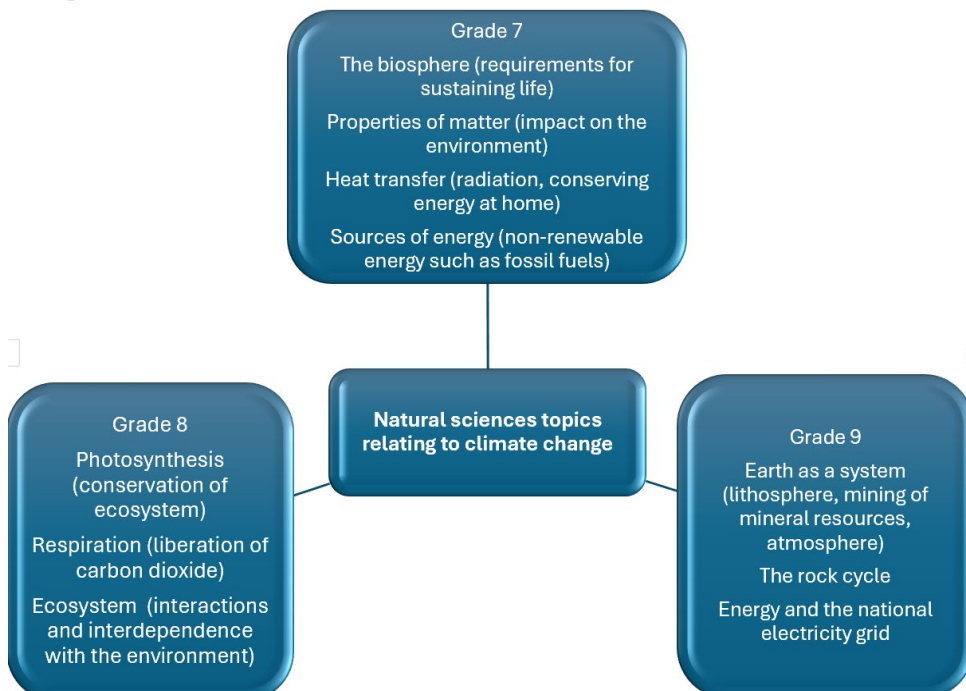 Grade 7
The biosphere (requirements for
sustaining life)
Properties of matter (impact on the
environment)
Heat transfer (radiation, conserving
energy at home)
Sources of energy (non-renewable
energy such as fossil fuels)
Natural sciences topics
relating to climate change
Grade 8
Photosynthesis
(conservation of
ecosystem)
Respiration (liberation of
carbon dioxide)
Ecosystem (interactions
and interdependence
with the environment)
Grade 9
Earth as a system
(lithosphere, mining of
mineral resources,
atmosphere)
The rock cycle
Energy and the national
electricity grid